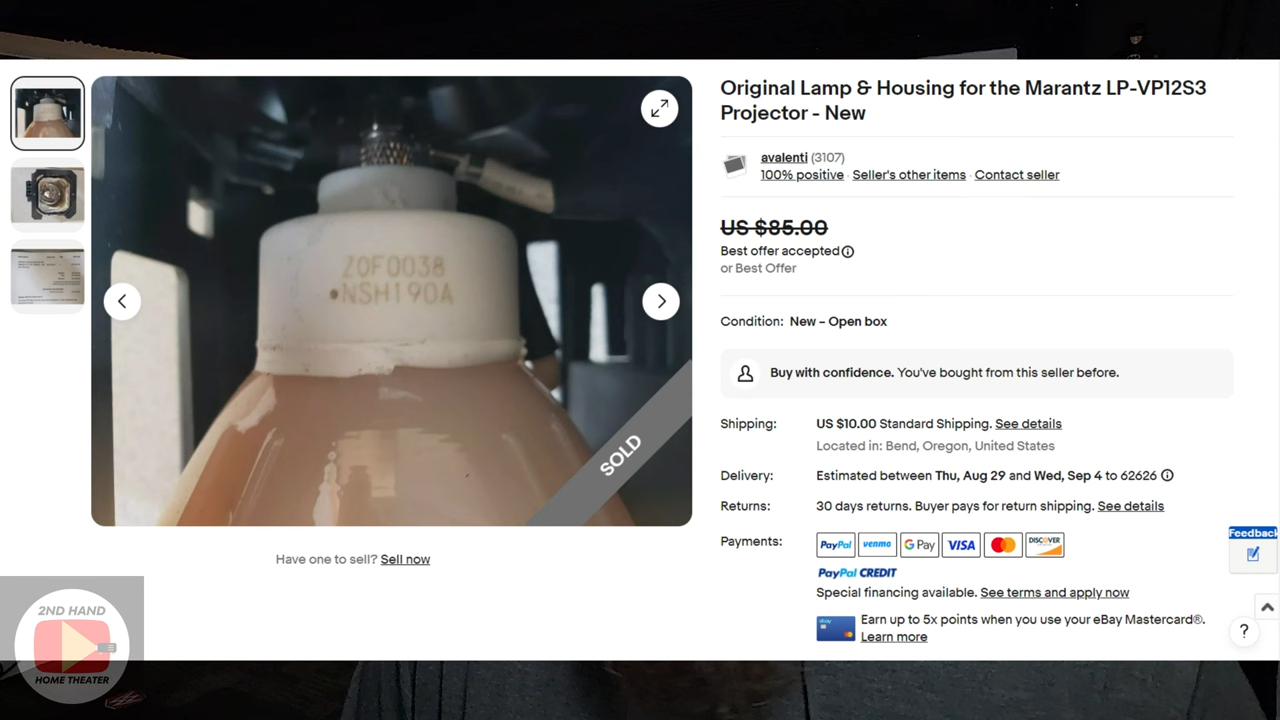 Original Lamp & Housing for the Marantz LP-VP12S3
Projector - New
avalenti (3107)
100% positive · Seller's other items · Contact seller
US $85.00
Best offer accepted
or Best Offer
Condition: New – Open box
Buy with confidence. You've bought from this seller before.
Shipping: US $10.00 Standard Shipping. See details
Located in: Bend, Oregon, United States
Delivery: Estimated between Thu, Aug 29 and Wed, Sep 4 to 62626
Returns: 30 days returns. Buyer pays for return shipping. See details
Payments: PayPal venmo G Pay VISA DISCOVER
PayPal CREDIT
Special financing available. See terms and apply now
Earn up to 5x points when you use your eBay Mastercard®.
Learn more
Z0F0038
•NSH190A
SOLD
Have one to sell? Sell now
Feedback
?
2ND HAND
HOME THEATER